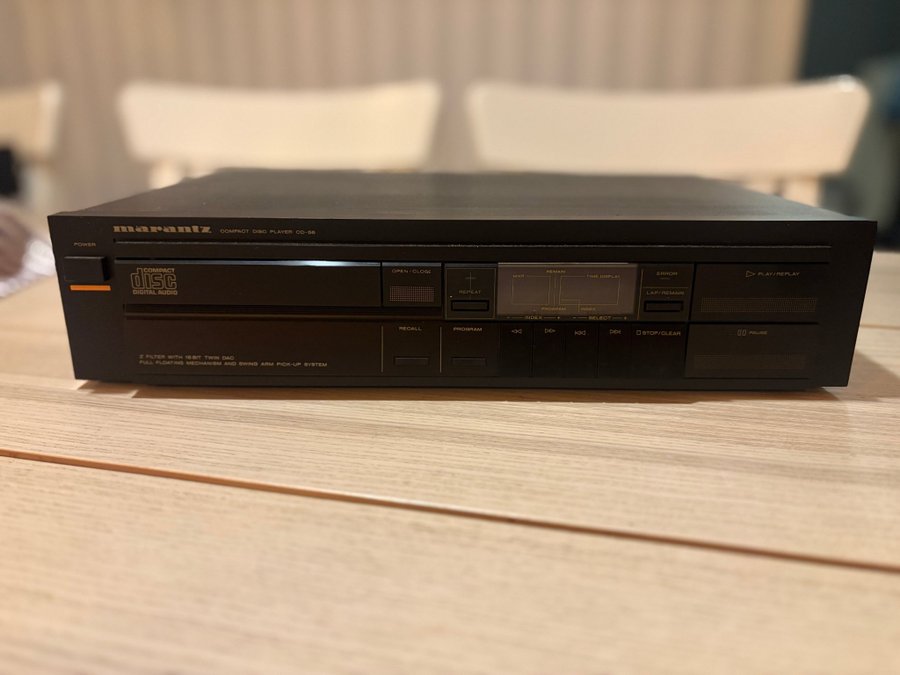 marantz COMPACT DISC PLAYER CD-56
POWER
COMPACT
disc
DIGITAL AUDIO
OPEN/CLOSE
REPEAT
REMAIN
TIME DISPLAY
PROGRAM
INDEX
ERROR
LAP/REMAIN
▷ PLAY/REPLAY
- INDEX +
- SELECT +
RECALL
PROGRAM
STOP/CLEAR
PAUSE
FILTER WITH 16 BIT TWIN DAC
FULL FLOATING MECHANISM AND SWING ARM PICK-UP SYSTEM